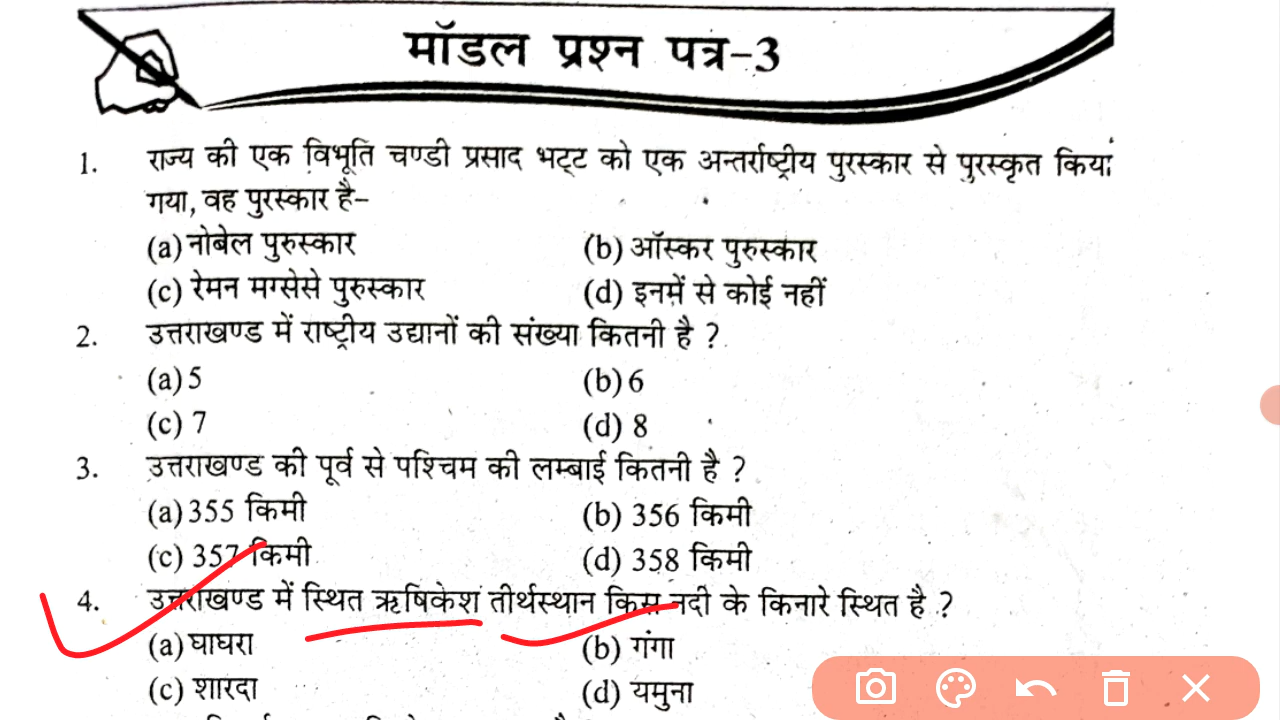 मॉडल प्रश्न पत्र-3
1. राज्य की एक विभूति चण्डी प्रसाद भट्ट को एक अन्तर्राष्ट्रीय पुरस्कार से पुरस्कृत किया
गया, वह पुरस्कार है-
(a) नोबेल पुरुस्कार (b) ऑस्कर पुरुस्कार
(c) रेमन मग्सेसे पुरुस्कार (d) इनमें से कोई नहीं
2. उत्तराखण्ड में राष्ट्रीय उद्यानों की संख्या कितनी है ?
(a) 5 (b) 6
(c) 7 (d) 8
3. उत्तराखण्ड की पूर्व से पश्चिम की लम्बाई कितनी है ?
(a) 355 किमी (b) 356 किमी
(c) 357 किमी (d) 358 किमी
4. उत्तराखण्ड में स्थित ऋषिकेश तीर्थस्थान किस नदी के किनारे स्थित है ?
(a) घाघरा (b) गंगा
(c) शारदा (d) यमुना